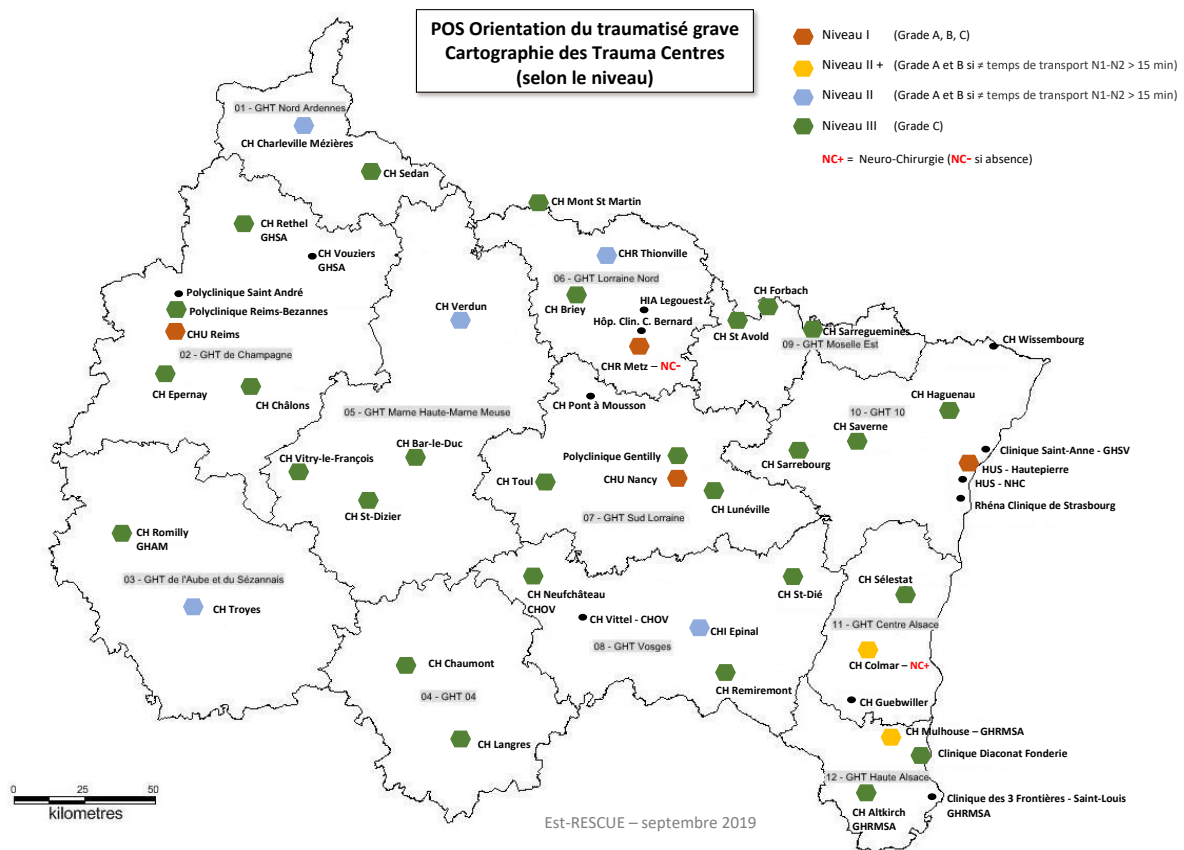 POS Orientation du traumatisé grave
Cartographie des Trauma Centres
(selon le niveau)
Niveau I (Grade A, B, C)
Niveau II + (Grade A et B si ≠ temps de transport N1-N2 > 15 min)
Niveau II (Grade A et B si ≠ temps de transport N1-N2 > 15 min)
Niveau III (Grade C)
NC+ = Neuro-Chirurgie (NC- si absence)
01 - GHT Nord Ardennes
CH Charleville Mézières
CH Sedan
CH Mont St Martin
CH Rethel
GHSA
CH Vouziers
GHSA
CHR Thionville
06 - GHT Lorraine Nord
Polyclinique Saint André
Polyclinique Reims-Bezannes
CHU Reims
02 - GHT de Champagne
CH Epernay
CH Châlons
CH Verdun
CH Briey
HIA Legouest
Hôp. Clin. C. Bernard
CHR Metz – NC-
CH Forbach
CH St Avold
CH Sarreguemines
09 - GHT Moselle Est
CH Wissembourg
CH Pont à Mousson
05 - GHT Marne Haute-Marne Meuse
CH Haguenau
10 - GHT 10
CH Saverne
CH Sarrebourg
Clinique Saint-Anne - GHSV
HUS - Hautepierre
HUS - NHC
Rhéna Clinique de Strasbourg
CH Bar-le-Duc
CH Vitry-le-François
CH St-Dizier
Polyclinique Gentilly
CHU Nancy
CH Toul
CH Lunéville
07 - GHT Sud Lorraine
CH Romilly
GHAM
03 - GHT de l'Aube et du Sézannais
CH Troyes
CH Neufchâteau
CHOV
CH St-Dié
CH Vittel - CHOV
CHI Epinal
08 - GHT Vosges
CH Remiremont
CH Sélestat
11 - GHT Centre Alsace
CH Colmar – NC+
CH Guebwiller
CH Chaumont
04 - GHT 04
CH Langres
CH Mulhouse – GHRMSA
Clinique Diaconat Fonderie
12 - GHT Haute Alsace
CH Altkirch
GHRMSA
Clinique des 3 Frontières - Saint-Louis
GHRMSA
0 25 50
kilometres
Est-RESCUE – septembre 2019